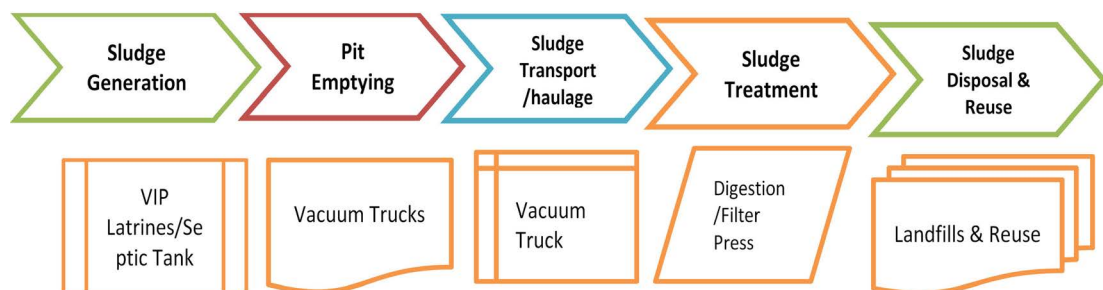 Sludge
Generation
Pit
Emptying
Sludge
Transport
/haulage
Sludge
Treatment
Sludge
Disposal &
Reuse
VIP
Latrines/Se
ptic Tank
Vacuum Trucks
Vacuum
Truck
Digestion
/Filter
Press
Landfills & Reuse